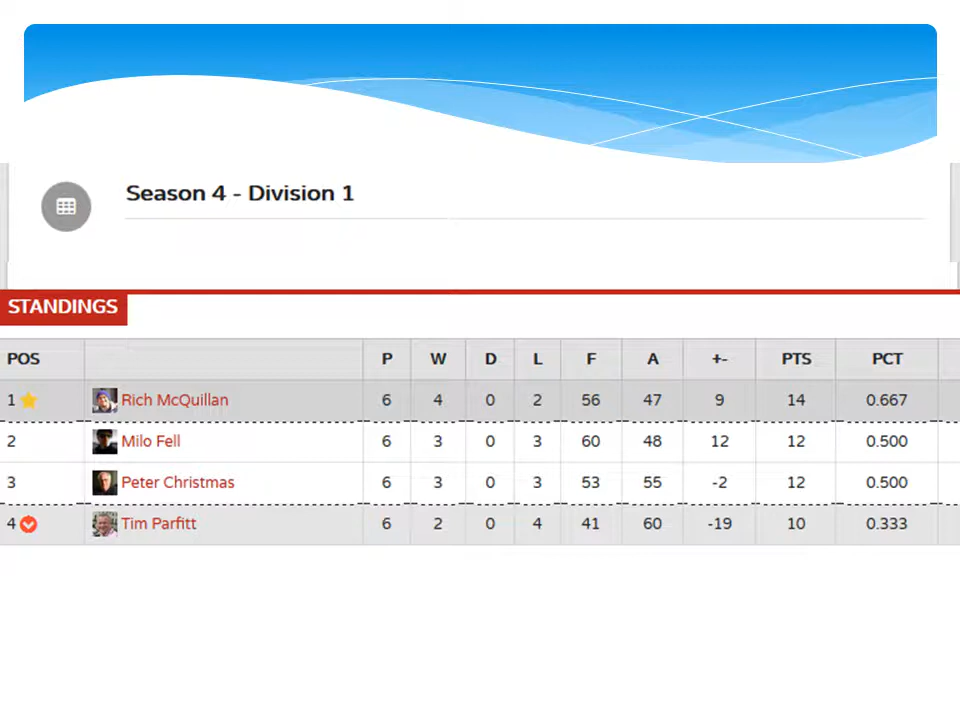 Season 4 - Division 1
STANDINGS
POS P W D L F A +- PTS PCT
1 Rich McQuillan 6 4 0 2 56 47 9 14 0.667
2 Milo Fell 6 3 0 3 60 48 12 12 0.500
3 Peter Christmas 6 3 0 3 53 55 -2 12 0.500
4 Tim Parfitt 6 2 0 4 41 60 -19 10 0.333